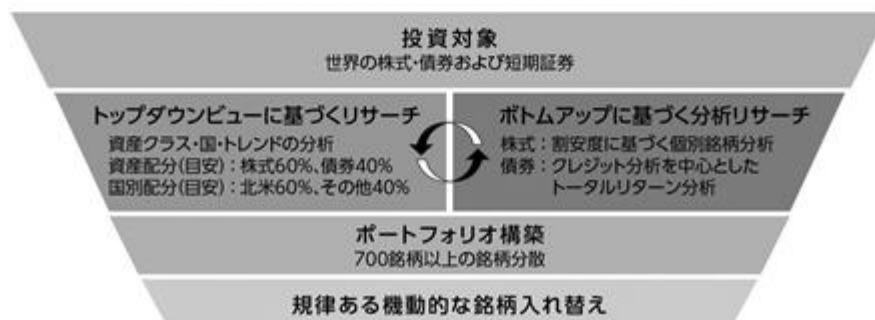 投資対象
世界の株式・債券および短期証券
トップダウンビューに基づくリサーチ
資産クラス・国・トレンドの分析
資産配分(目安)：株式60%、債券40%
国別配分(目安)：北米60%、その他40%
ボトムアップに基づく分析リサーチ
株式：割安度に基づく個別銘柄分析
債券：クレジット分析を中心とした
トータルリターン分析
ポートフォリオ構築
700銘柄以上の銘柄分散
規律ある機動的な銘柄入れ替え